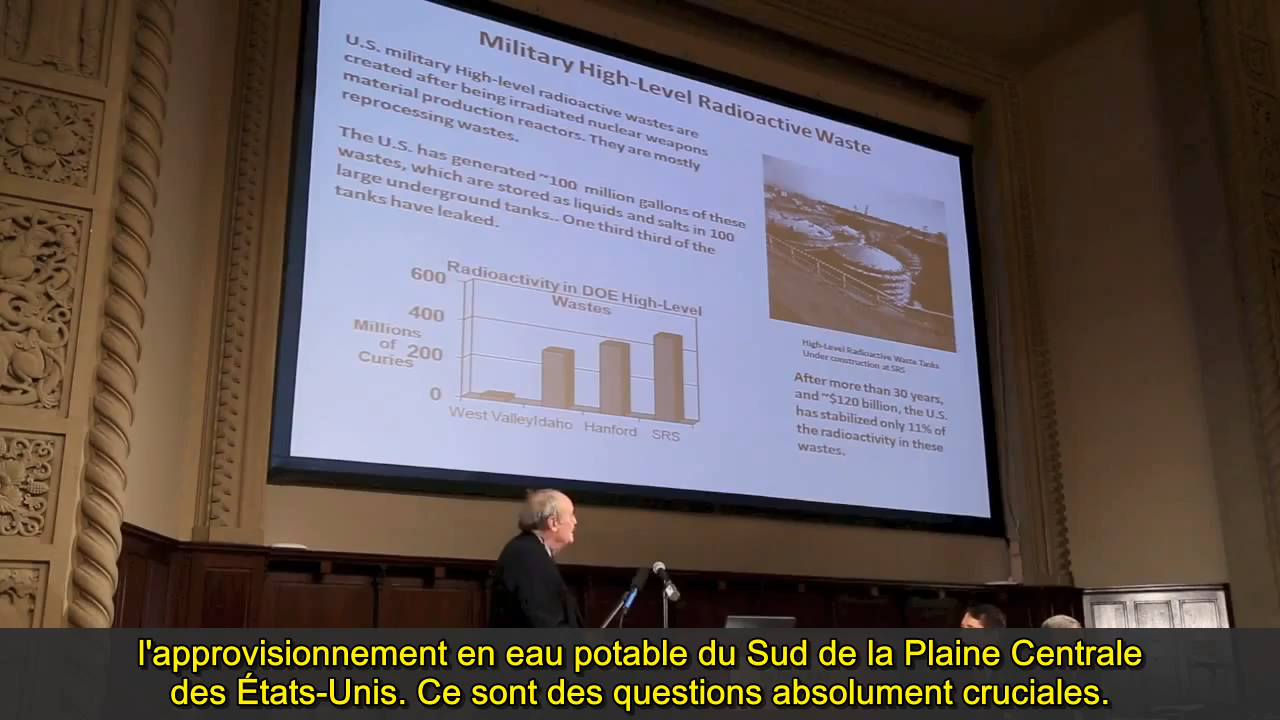 Military High-Level Radioactive Waste
U.S. military High-level radioactive wastes are
created after being irradiated nuclear weapons
material production reactors. They are mostly
reprocessing wastes.
The U.S. has generated ~100 million gallons of these
wastes, which are stored as liquids and salts in 100
large underground tanks.. One third third of the
tanks have leaked.
Radioactivity in DOE High-Level
Wastes
600
400
200
0
Millions
of
Curies
West Valley
Idaho
Hanford
SRS
High-Level Radioactive Waste Tanks
Under construction at SRS
After more than 30 years,
and ~$120 billion, the U.S.
has stabilized only 11% of
the radioactivity in these
wastes.
l'approvisionnement en eau potable du Sud de la Plaine Centrale
des États-Unis. Ce sont des questions absolument cruciales.